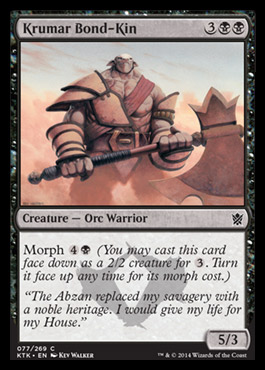 Krumar Bond-Kin 3
Creature — Orc Warrior
Morph 4 (You may cast this card
face down as a 2/2 creature for 3. Turn
it face up any time for its morph cost.)
"The Abzan replaced my savagery with
a noble heritage. I would give my life for
my House."
5/3
077/269 C
KTK • EN Kev Walker
™ & © 2014 Wizards of the Coast